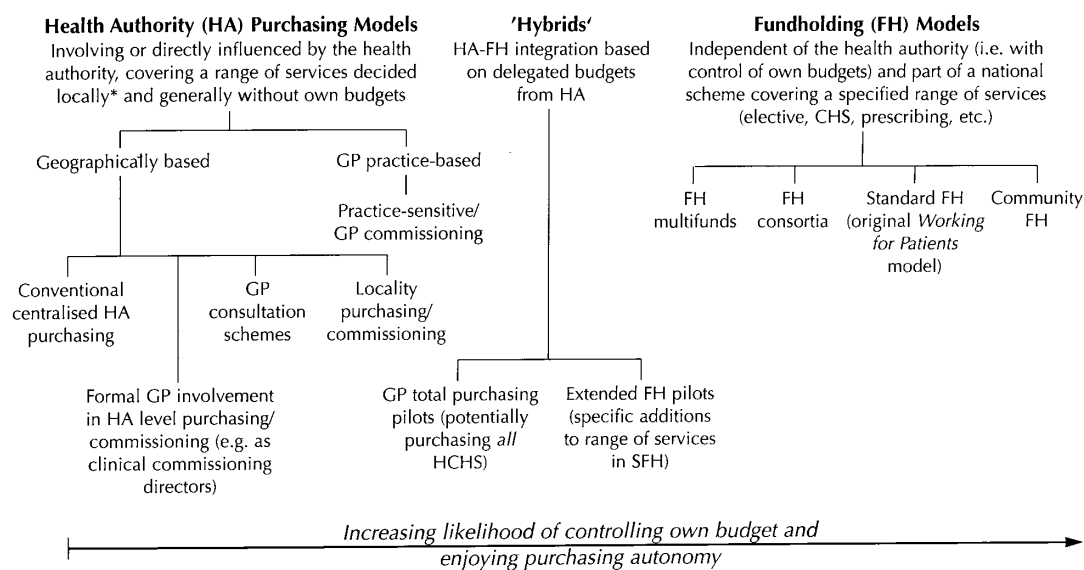 Health Authority (HA) Purchasing Models
Involving or directly influenced by the health
authority, covering a range of services decided
locally* and generally without own budgets
Geographically based
GP practice-based
Practice-sensitive/
GP commissioning
Conventional
centralised HA
purchasing
GP
consultation
schemes
Locality
purchasing/
commissioning
Formal GP involvement
in HA level purchasing/
commissioning (e.g. as
clinical commissioning
directors)
'Hybrids'
HA-FH integration based
on delegated budgets
from HA
GP total purchasing
pilots (potentially
purchasing all
HCHS)
Extended FH pilots
(specific additions
to range of services
in SFH)
Fundholding (FH) Models
Independent of the health authority (i.e. with
control of own budgets) and part of a national
scheme covering a specified range of services
(elective, CHS, prescribing, etc.)
FH
multifunds
FH
consortia
Standard FH
(original Working
for Patients
model)
Community
FH
Increasing likelihood of controlling own budget and
enjoying purchasing autonomy